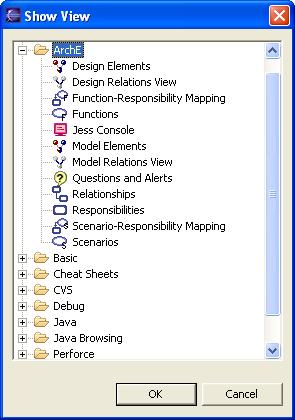 Show View
ArchE
Design Elements
Design Relations View
Function-Responsibility Mapping
Functions
Jess Console
Model Elements
Model Relations View
Questions and Alerts
Relationships
Responsibilities
Scenario-Responsibility Mapping
Scenarios
Basic
Cheat Sheets
CVS
Debug
Java
Java Browsing
Perforce
OK
Cancel